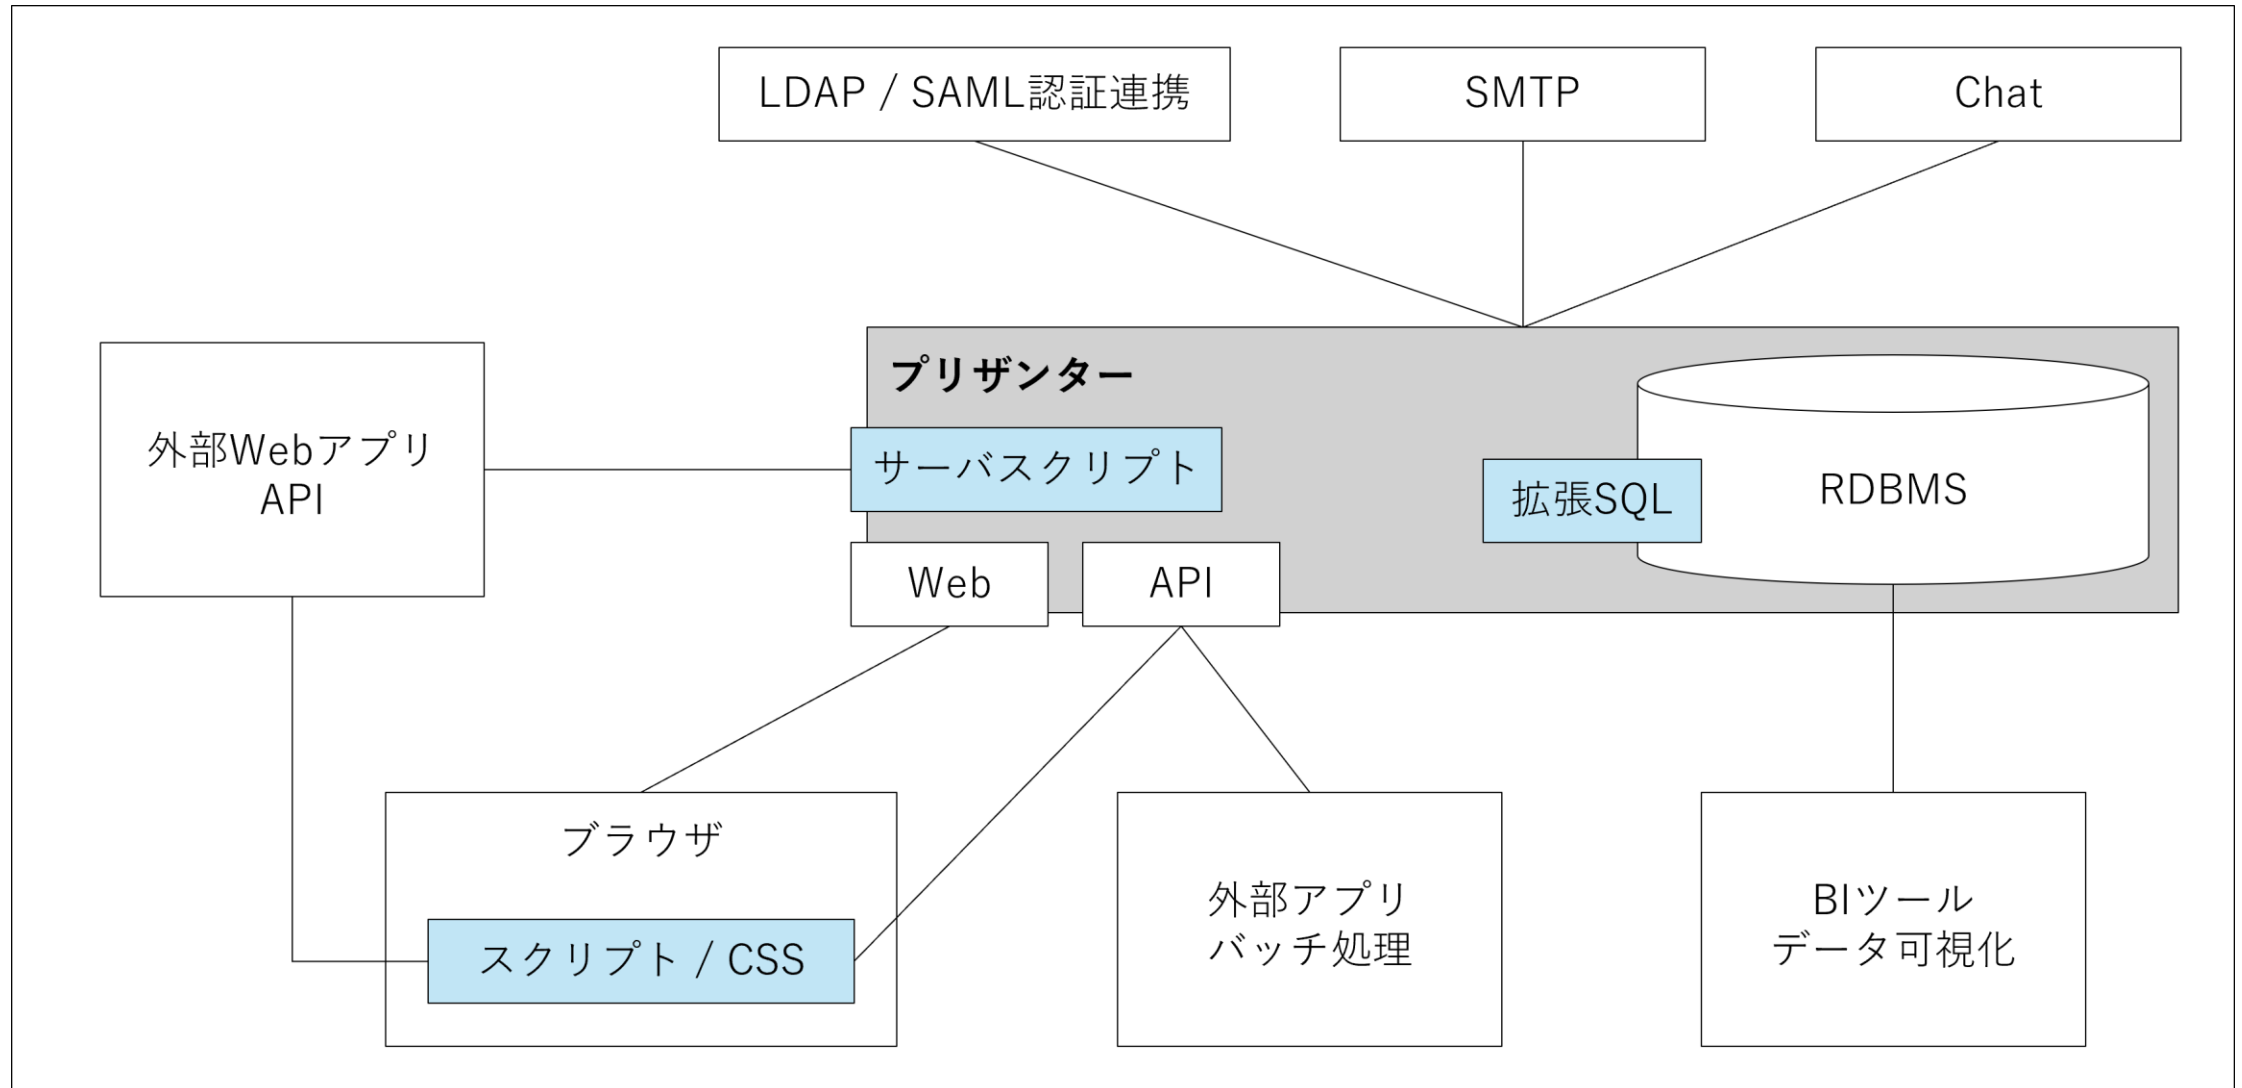 LDAP / SAML認証連携
SMTP
Chat
プリザンター
外部Webアプリ
API
サーバスクリプト
拡張SQL
RDBMS
Web
API
ブラウザ
スクリプト / CSS
外部アプリ
バッチ処理
BIツール
データ可視化